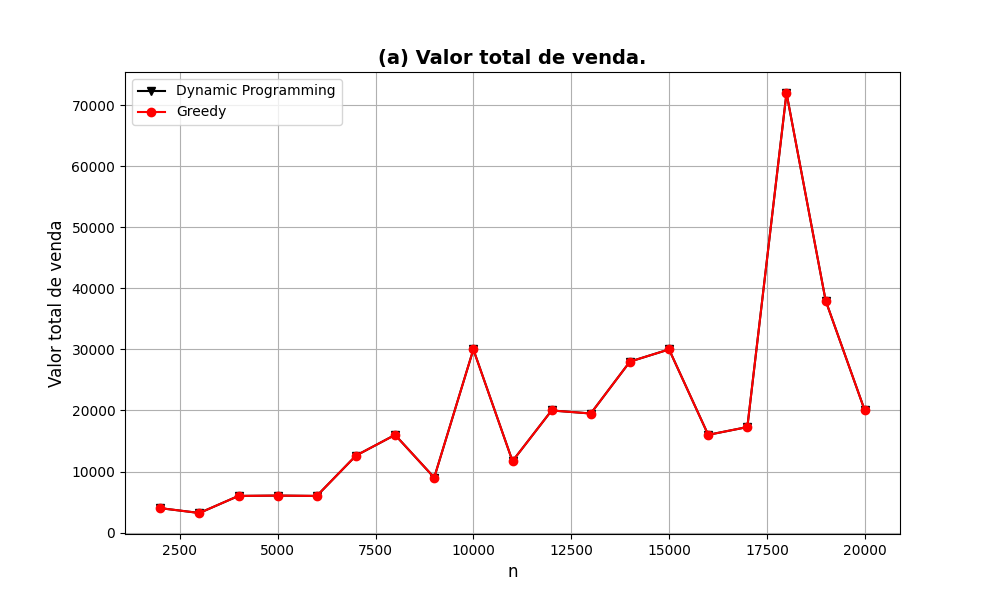 (a) Valor total de venda.
Dynamic Programming
Greedy
Valor total de venda
70000
60000
50000
40000
30000
20000
10000
0
2500 5000 7500 10000 12500 15000 17500 20000
n